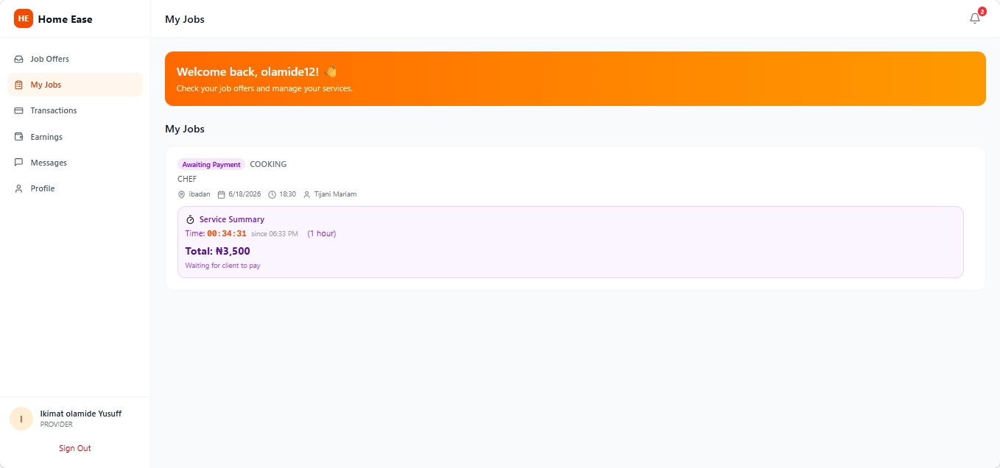 HE Home Ease
My Jobs
2
Job Offers
My Jobs
Transactions
Earnings
Messages
Profile
Welcome back, olamide12! 👋
Check your job offers and manage your services.
My Jobs
Awaiting Payment COOKING
CHEF
ibadan 6/18/2026 18:30 Tijani Mariam
Service Summary
Time: 00:34:31 since 06:33 PM (1 hour)
Total: ₦3,500
Waiting for client to pay
I
Ikimat olamide Yusuff
PROVIDER
Sign Out